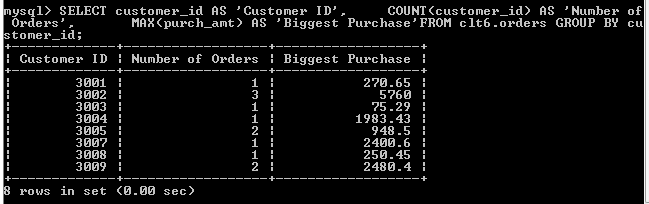 mysql> SELECT customer_id AS 'Customer ID',     COUNT(customer_id) AS 'Number of
 Orders',       MAX(purch_amt) AS 'Biggest Purchase'FROM clt6.orders GROUP BY cu
stomer_id;
+-------------+------------------+------------------+
| Customer ID | Number of Orders | Biggest Purchase |
+-------------+------------------+------------------+
|        3001 |                1 |           270.65 |
|        3002 |                3 |             5760 |
|        3003 |                1 |            75.29 |
|        3004 |                1 |          1983.43 |
|        3005 |                2 |            948.5 |
|        3007 |                1 |           2400.6 |
|        3008 |                1 |           250.45 |
|        3009 |                2 |           2480.4 |
+-------------+------------------+------------------+
8 rows in set (0.00 sec)